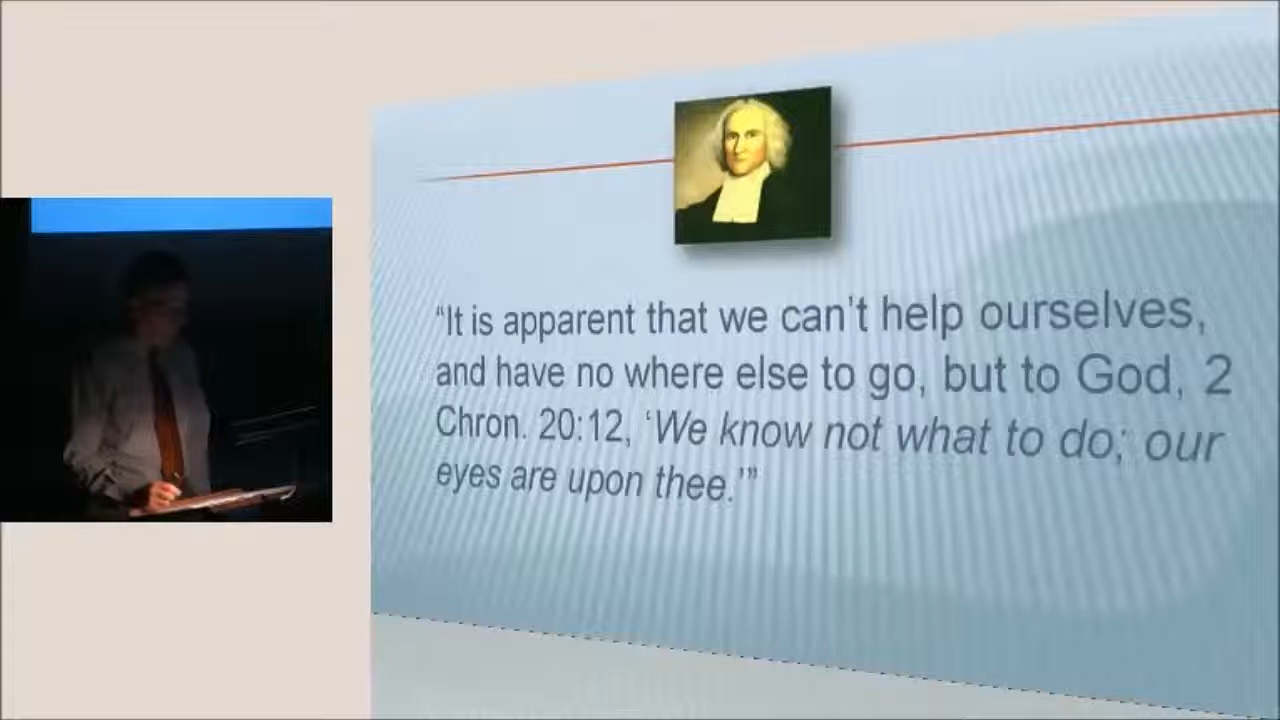 “It is apparent that we can’t help ourselves,
and have no where else to go, but to God, 2
Chron. 20:12, ‘We know not what to do; our
eyes are upon thee.’”